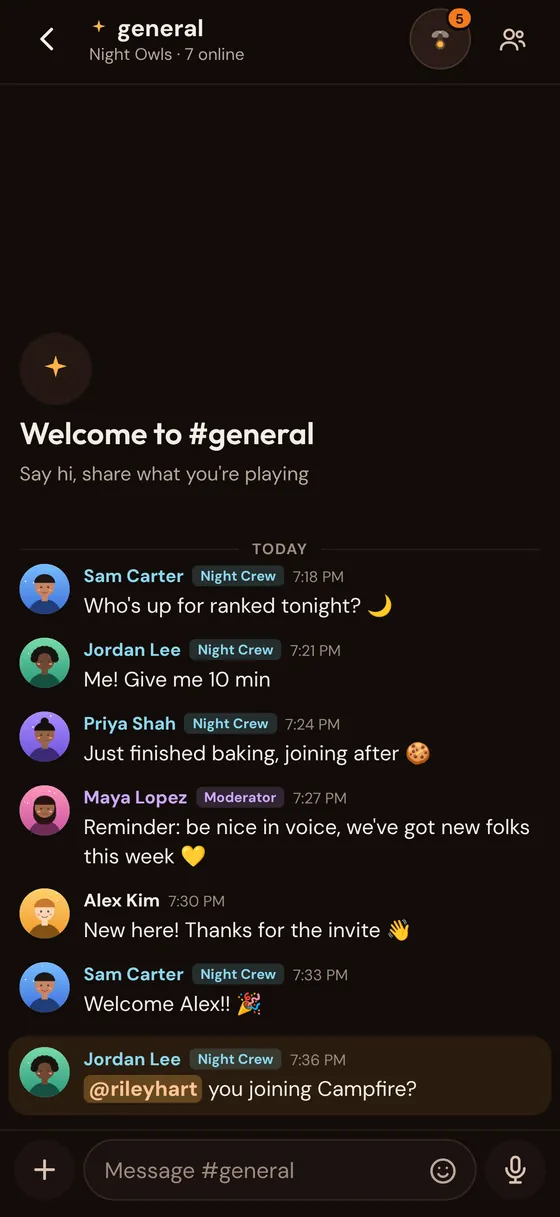 general
5
Night Owls · 7 online
Welcome to #general
Say hi, share what you're playing
TODAY
Sam Carter Night Crew 7:18 PM
Who's up for ranked tonight? 🌙
Jordan Lee Night Crew 7:21 PM
Me! Give me 10 min
Priya Shah Night Crew 7:24 PM
Just finished baking, joining after 🍪
Maya Lopez Moderator 7:27 PM
Reminder: be nice in voice, we've got new folks
this week 💛
Alex Kim 7:30 PM
New here! Thanks for the invite 👋
Sam Carter Night Crew 7:33 PM
Welcome Alex!! 🎉
Jordan Lee Night Crew 7:36 PM
@rileyhart you joining Campfire?
Message #general